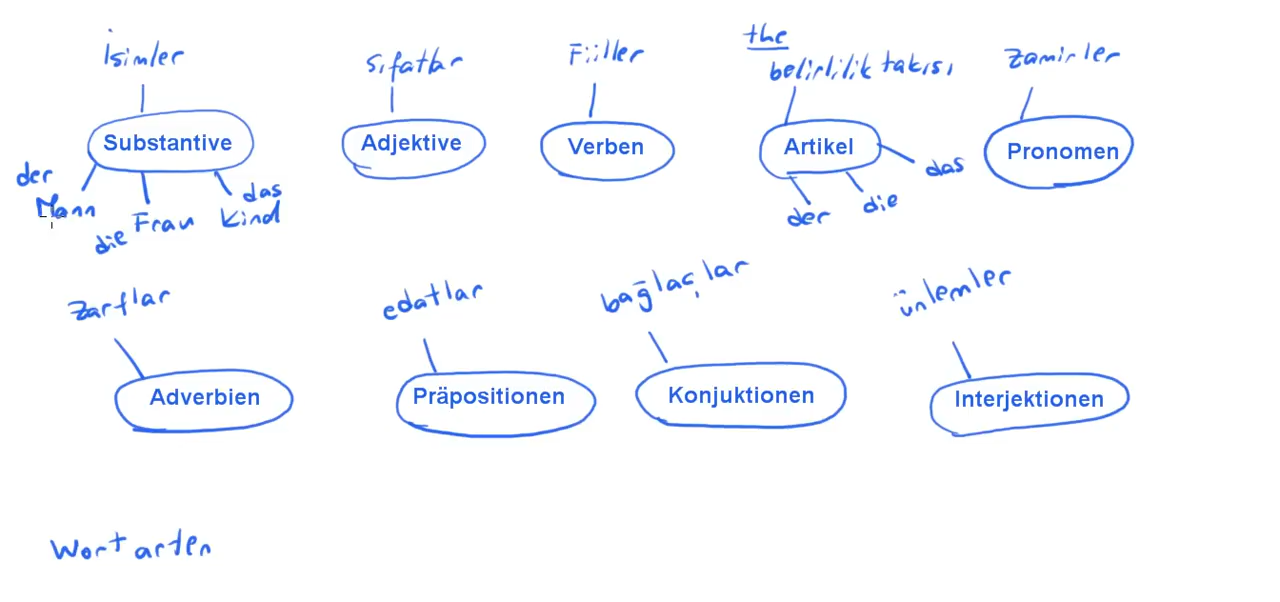 isimler
Substantive
der
Mann
die Frau
das
Kind
sıfatlar
Adjektive
Fiiller
Verben
the
belirlilik takısı
Artikel
der
die
das
zamirler
Pronomen
zarflar
Adverbien
edatlar
Präpositionen
bağlaçlar
Konjuktionen
ünlemler
Interjektionen
Wortarten